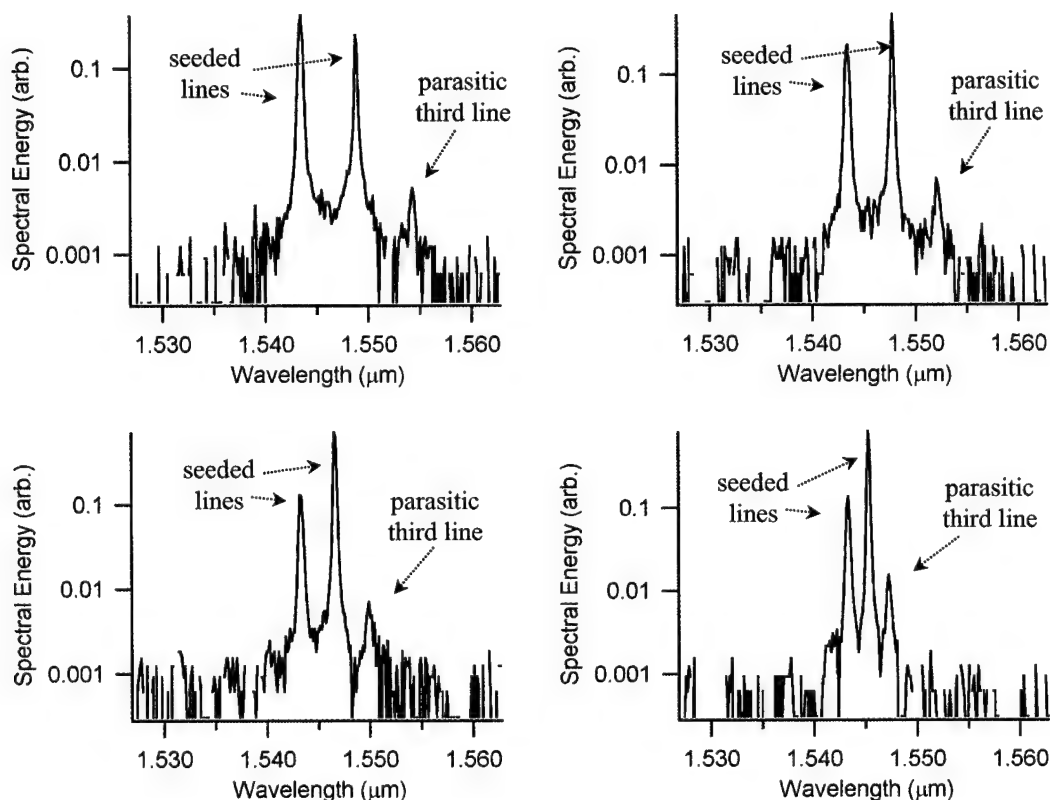 Spectral Energy (arb.)
0.1
0.01
0.001
seeded
lines
parasitic
third line
1.530
1.540
1.550
1.560
Wavelength (μm)
Spectral Energy (arb.)
0.1
0.01
0.001
seeded
lines
parasitic
third line
1.530
1.540
1.550
1.560
Wavelength (μm)
Spectral Energy (arb.)
0.1
0.01
0.001
seeded
lines
parasitic
third line
1.530
1.540
1.550
1.560
Wavelength (μm)
Spectral Energy (arb.)
0.1
0.01
0.001
seeded
lines
parasitic
third line
1.530
1.540
1.550
1.560
Wavelength (μm)